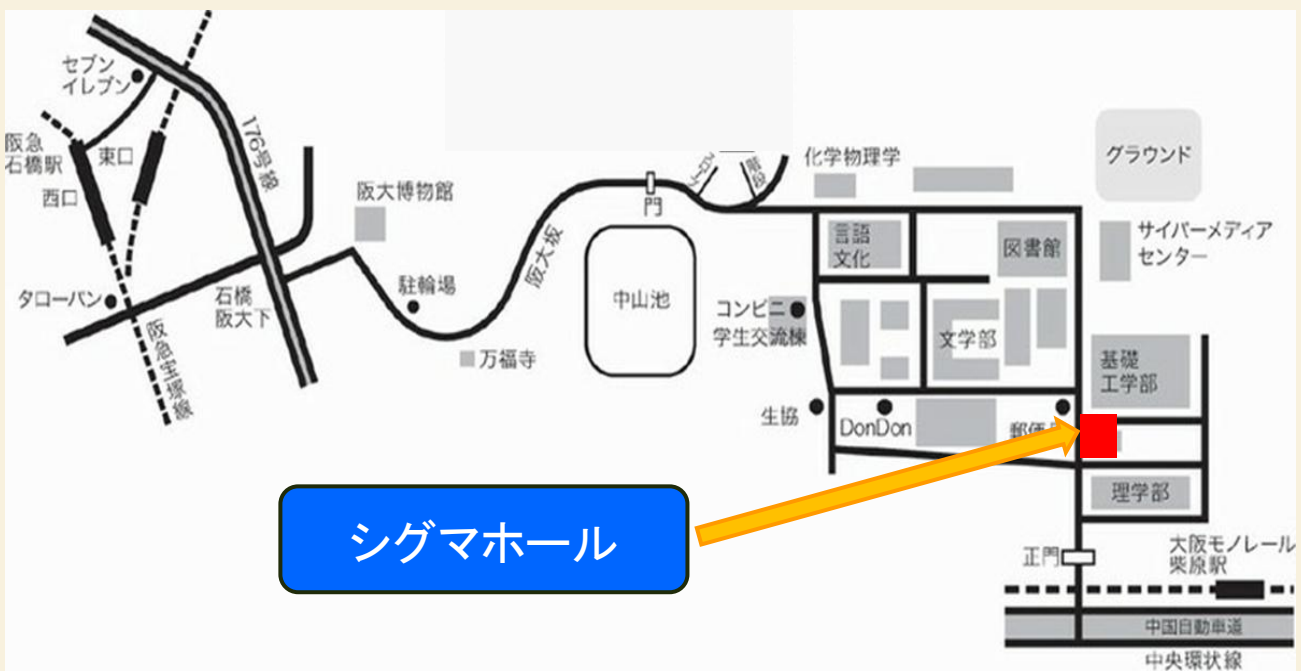 セブン
イレブン
阪急
石橋駅
東口
西口
176号線
タローパン
石橋
阪大下
阪急宝塚線
阪大博物館
駐輪場
万福寺
阪大坂
門
中山池
階段
化学物理学
グラウンド
言語
文化
図書館
サイバーメディア
センター
コンビニ
学生交流棟
文学部
基礎
工学部
生協
DonDon
郵便
シグマホール
理学部
正門
大阪モノレール
柴原駅
中国自動車道
中央環状線